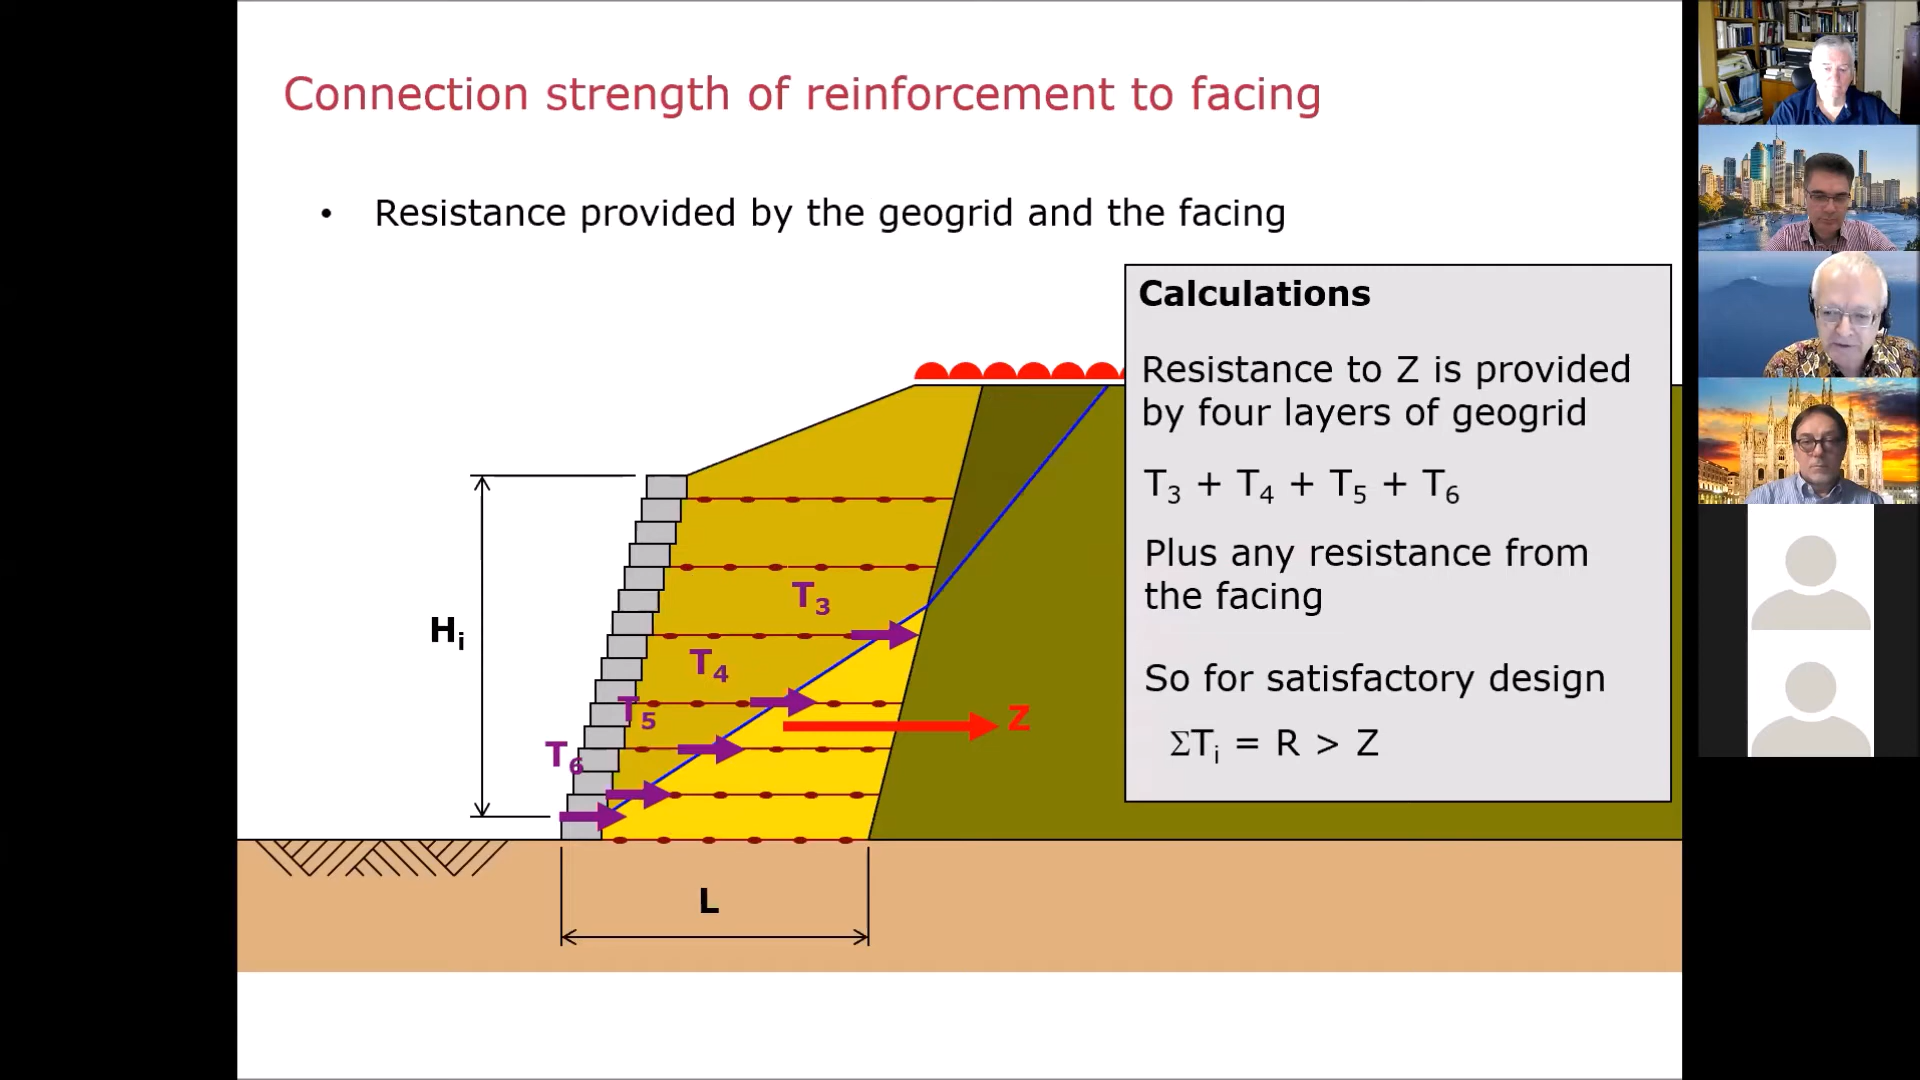 Connection strength of reinforcement to facing
• Resistance provided by the geogrid and the facing
Calculations
Resistance to Z is provided
by four layers of geogrid
T₃ + T₄ + T₅ + T₆
Plus any resistance from
the facing
So for satisfactory design
ΣTᵢ = R > Z
T₃
Hᵢ
T₄
T₅
Z
T₆
L